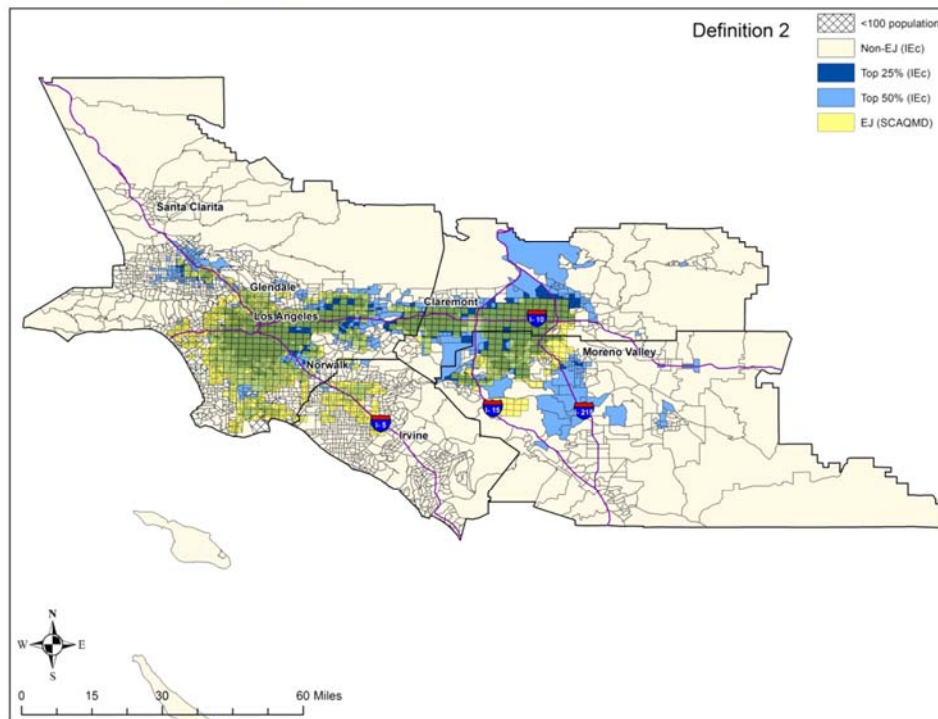 Definition 2
<100 population
Non-EJ (IEc)
Top 25% (IEc)
Top 50% (IEc)
EJ (SCAQMD)
Santa Clarita
Glendale
Los Angeles
Claremont
I-10
Norwalk
Moreno Valley
I-15
I-215
I-5
Irvine
N
W E
S
0 15 30 60 Miles